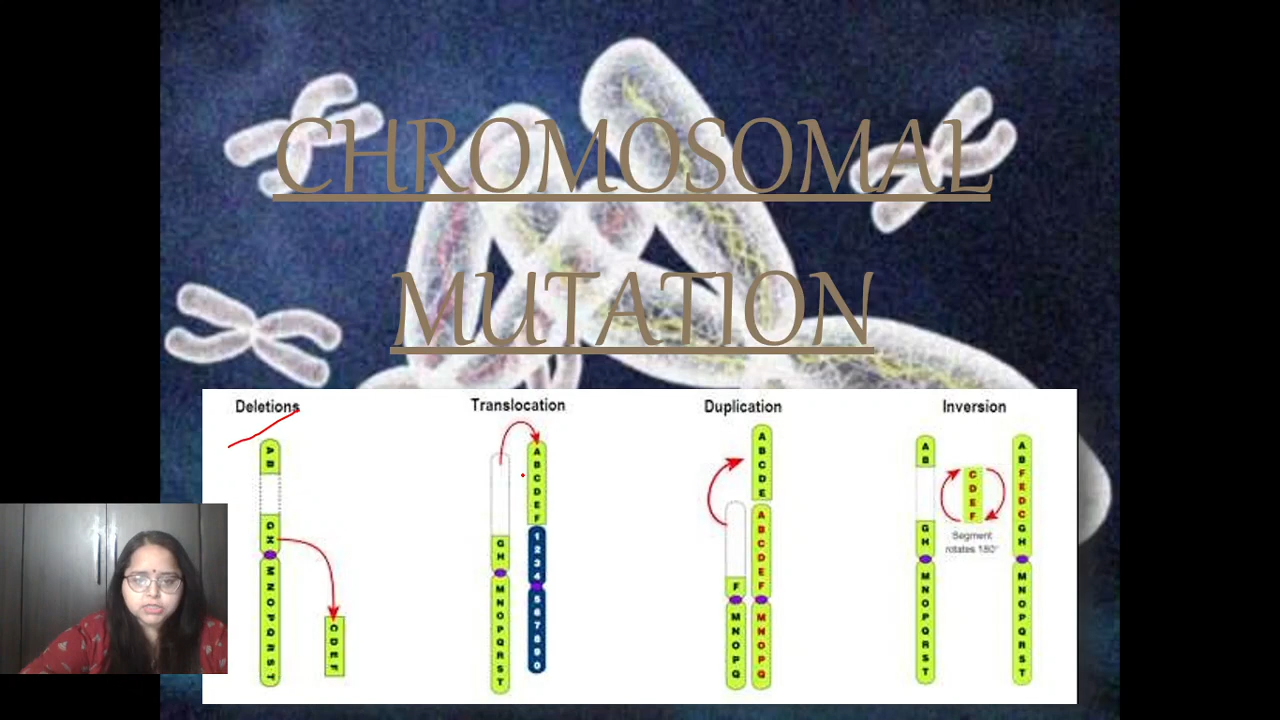 CHROMOSOMAL
MUTATION
Deletions
Translocation
Duplication
Inversion
A B
G H
M N O P Q R S T
C D E F
G H
M N O P Q R S T
A B C D E F
1 2 3 4
5 6 7 8 9 0
F
M N O P Q
A B C D E
A B C D E F
M N O P Q
A B
G H
M N O P Q R S T
C D E F
Segment
rotates 180°
A B F E D C G H
M N O P Q R S T